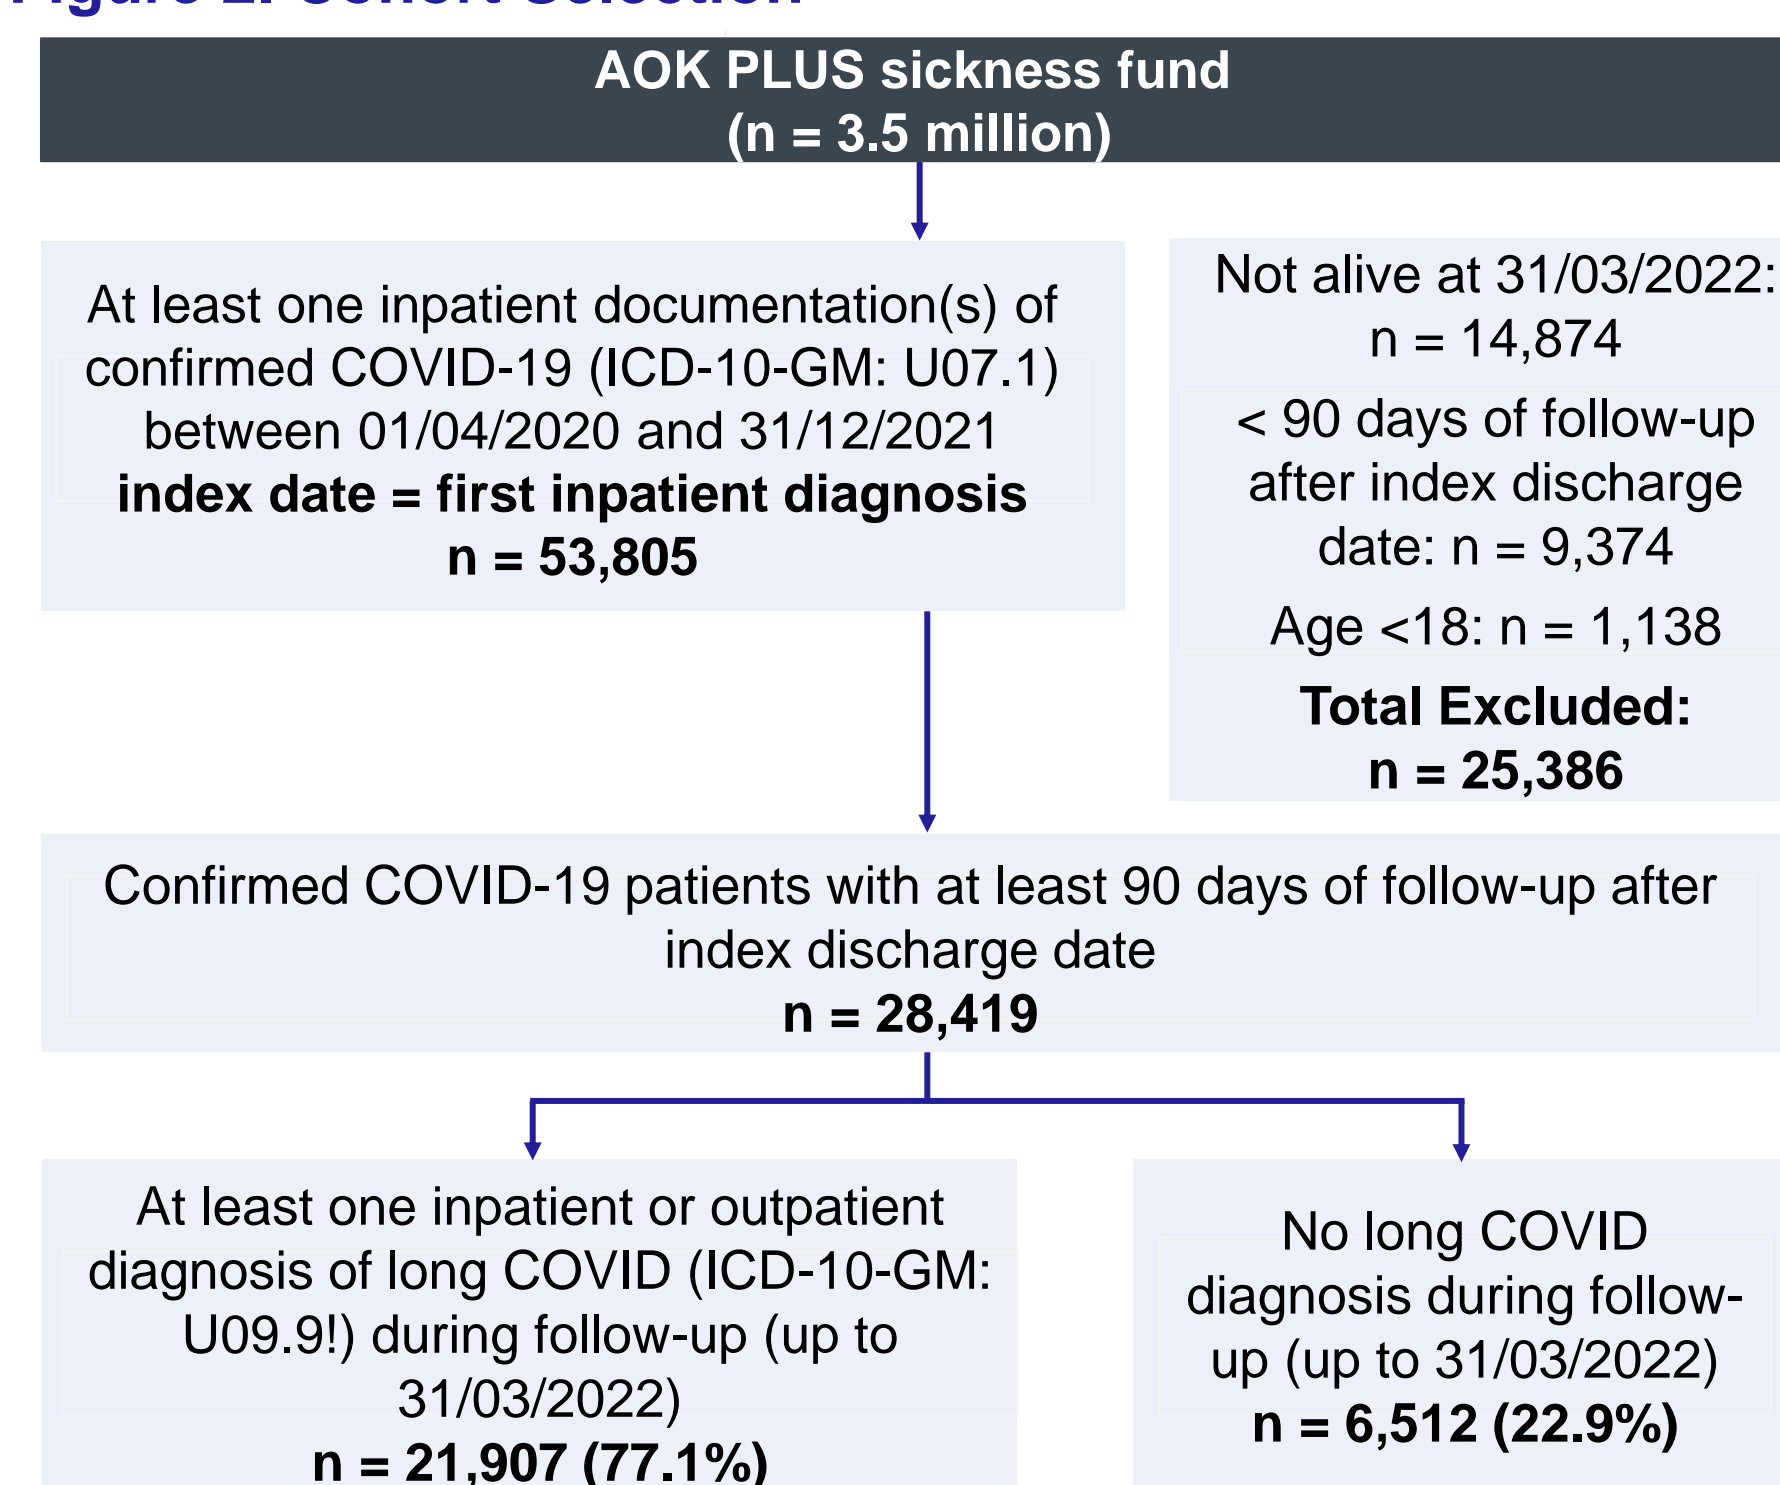 Figure 2. Cohort Selection
AOK PLUS sickness fund
(n = 3.5 million)
At least one inpatient documentation(s) of
confirmed COVID-19 (ICD-10-GM: U07.1)
between 01/04/2020 and 31/12/2021
index date = first inpatient diagnosis
n = 53,805
Not alive at 31/03/2022:
n = 14,874
< 90 days of follow-up
after index discharge
date: n = 9,374
Age <18: n = 1,138
Total Excluded:
n = 25,386
Confirmed COVID-19 patients with at least 90 days of follow-up after
index discharge date
n = 28,419
At least one inpatient or outpatient
diagnosis of long COVID (ICD-10-GM:
U09.9!) during follow-up (up to
31/03/2022)
n = 21,907 (77.1%)
No long COVID
diagnosis during follow-
up (up to 31/03/2022)
n = 6,512 (22.9%)